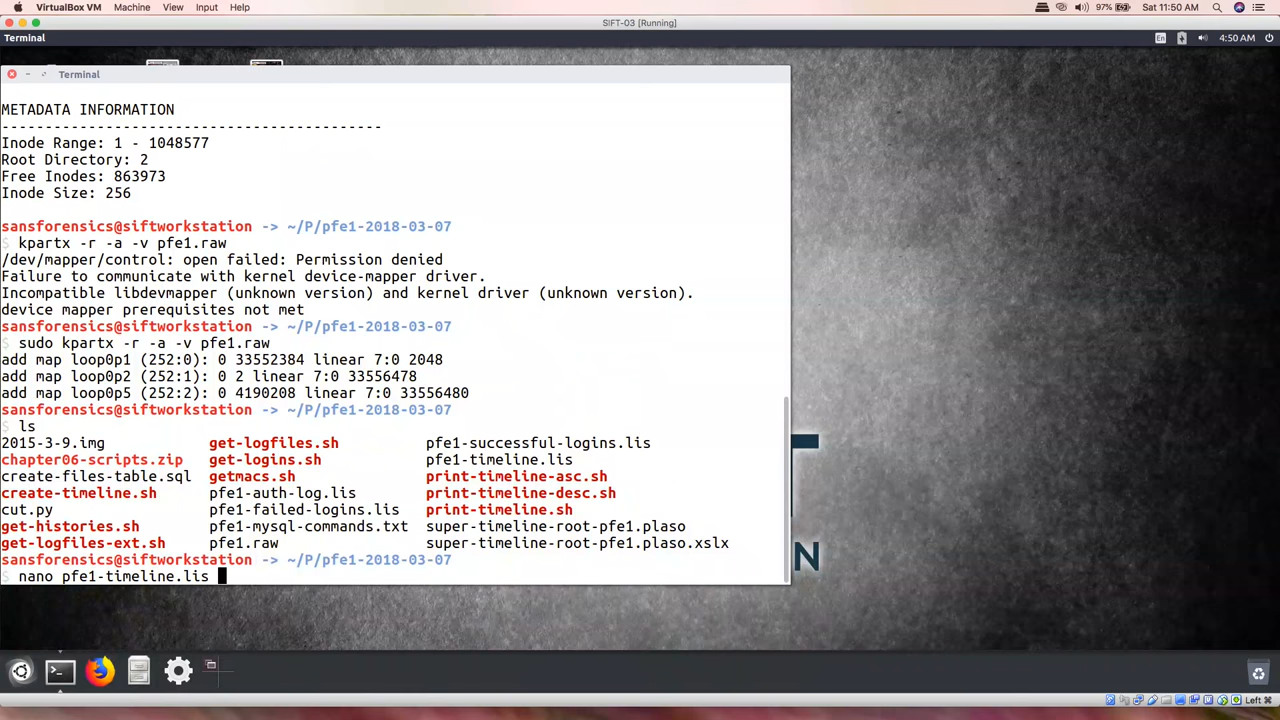 VirtualBox VM Machine View Input Help 97% Sat 11:50 AM
SIFT-03 [Running]
Terminal En 4:50 AM
Terminal
METADATA INFORMATION
--------------------------------------------
Inode Range: 1 - 1048577
Root Directory: 2
Free Inodes: 863973
Inode Size: 256
sansforensics@siftworkstation -> ~/P/pfe1-2018-03-07
$ kpartx -r -a -v pfe1.raw
/dev/mapper/control: open failed: Permission denied
Failure to communicate with kernel device-mapper driver.
Incompatible libdevmapper (unknown version) and kernel driver (unknown version).
device mapper prerequisites not met
sansforensics@siftworkstation -> ~/P/pfe1-2018-03-07
$ sudo kpartx -r -a -v pfe1.raw
add map loop0p1 (252:0): 0 33552384 linear 7:0 2048
add map loop0p2 (252:1): 0 2 linear 7:0 33556478
add map loop0p5 (252:2): 0 4190208 linear 7:0 33556480
sansforensics@siftworkstation -> ~/P/pfe1-2018-03-07
$ ls
2015-3-9.img get-logfiles.sh pfe1-successful-logins.lis
chapter06-scripts.zip get-logins.sh pfe1-timeline.lis
create-files-table.sql getmacs.sh print-timeline-asc.sh
create-timeline.sh pfe1-auth-log.lis print-timeline-desc.sh
cut.py pfe1-failed-logins.lis print-timeline.sh
get-histories.sh pfe1-mysql-commands.txt super-timeline-root-pfe1.plaso
get-logfiles-ext.sh pfe1.raw super-timeline-root-pfe1.plaso.xslx
sansforensics@siftworkstation -> ~/P/pfe1-2018-03-07
$ nano pfe1-timeline.lis
N
Left ⌘